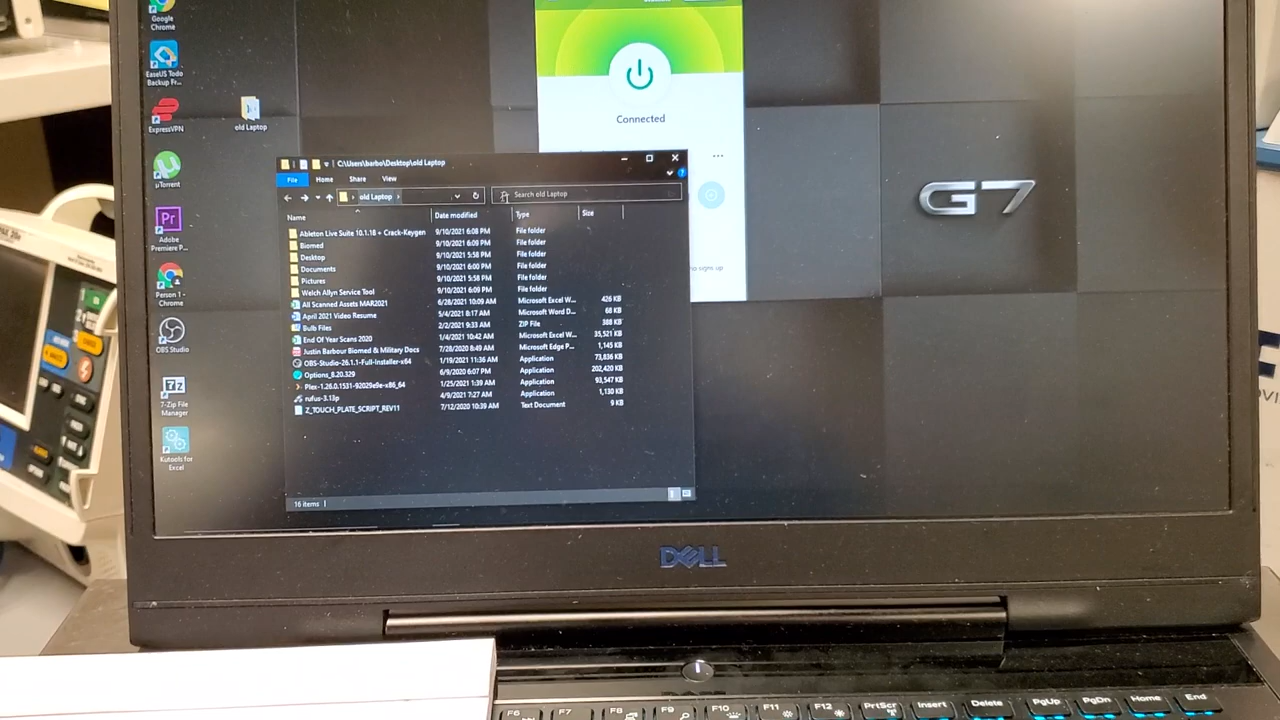 Google
Chrome
EaseUS Todo
Backup Fr...
ExpressVPN
old Laptop
µTorrent
Adobe
Premiere P...
Person 1 -
Chrome
OBS Studio
7-Zip File
Manager
Kutools for
Excel
Connected
C:\Users\barbo\Desktop\old Laptop
File Home Share View
old Laptop
Search old Laptop
Name Date modified Type Size
Ableton Live Suite 10.1.18 + Crack-Keygen 9/10/2021 6:08 PM File folder
Biomed 9/10/2021 6:09 PM File folder
Desktop 9/10/2021 5:58 PM File folder
Documents 9/10/2021 6:00 PM File folder
Pictures 9/10/2021 5:58 PM File folder
Welch Allyn Service Tool 9/10/2021 6:09 PM File folder
All Scanned Assets MAR2021 6/28/2021 10:09 AM Microsoft Excel W... 426 KB
April 2021 Video Resume 5/4/2021 8:17 AM Microsoft Word D... 68 KB
Bulb Files 2/2/2021 9:33 AM ZIP File 388 KB
End Of Year Scans 2020 1/4/2021 10:42 AM Microsoft Excel W... 35,521 KB
Justin Barbour Biomed & Military Docs 7/28/2020 8:49 AM Microsoft Edge P... 1,145 KB
OBS-Studio-26.1.1-Full-Installer-x64 1/19/2021 11:36 AM Application 73,836 KB
Options_8.20.329 6/9/2020 6:07 PM Application 202,420 KB
Plex-1.26.0.1531-92029e9e-x86_64 1/25/2021 1:39 AM Application 93,547 KB
rufus-3.13p 4/9/2021 7:27 AM Application 1,130 KB
Z_TOUCH_PLATE_SCRIPT_REV11 7/12/2020 10:39 AM Text Document 9 KB
16 items
G7
DELL
F6 F7 F8 F9 F10 F11 F12 PrtScr Insert Delete PgUp PgDn Home End